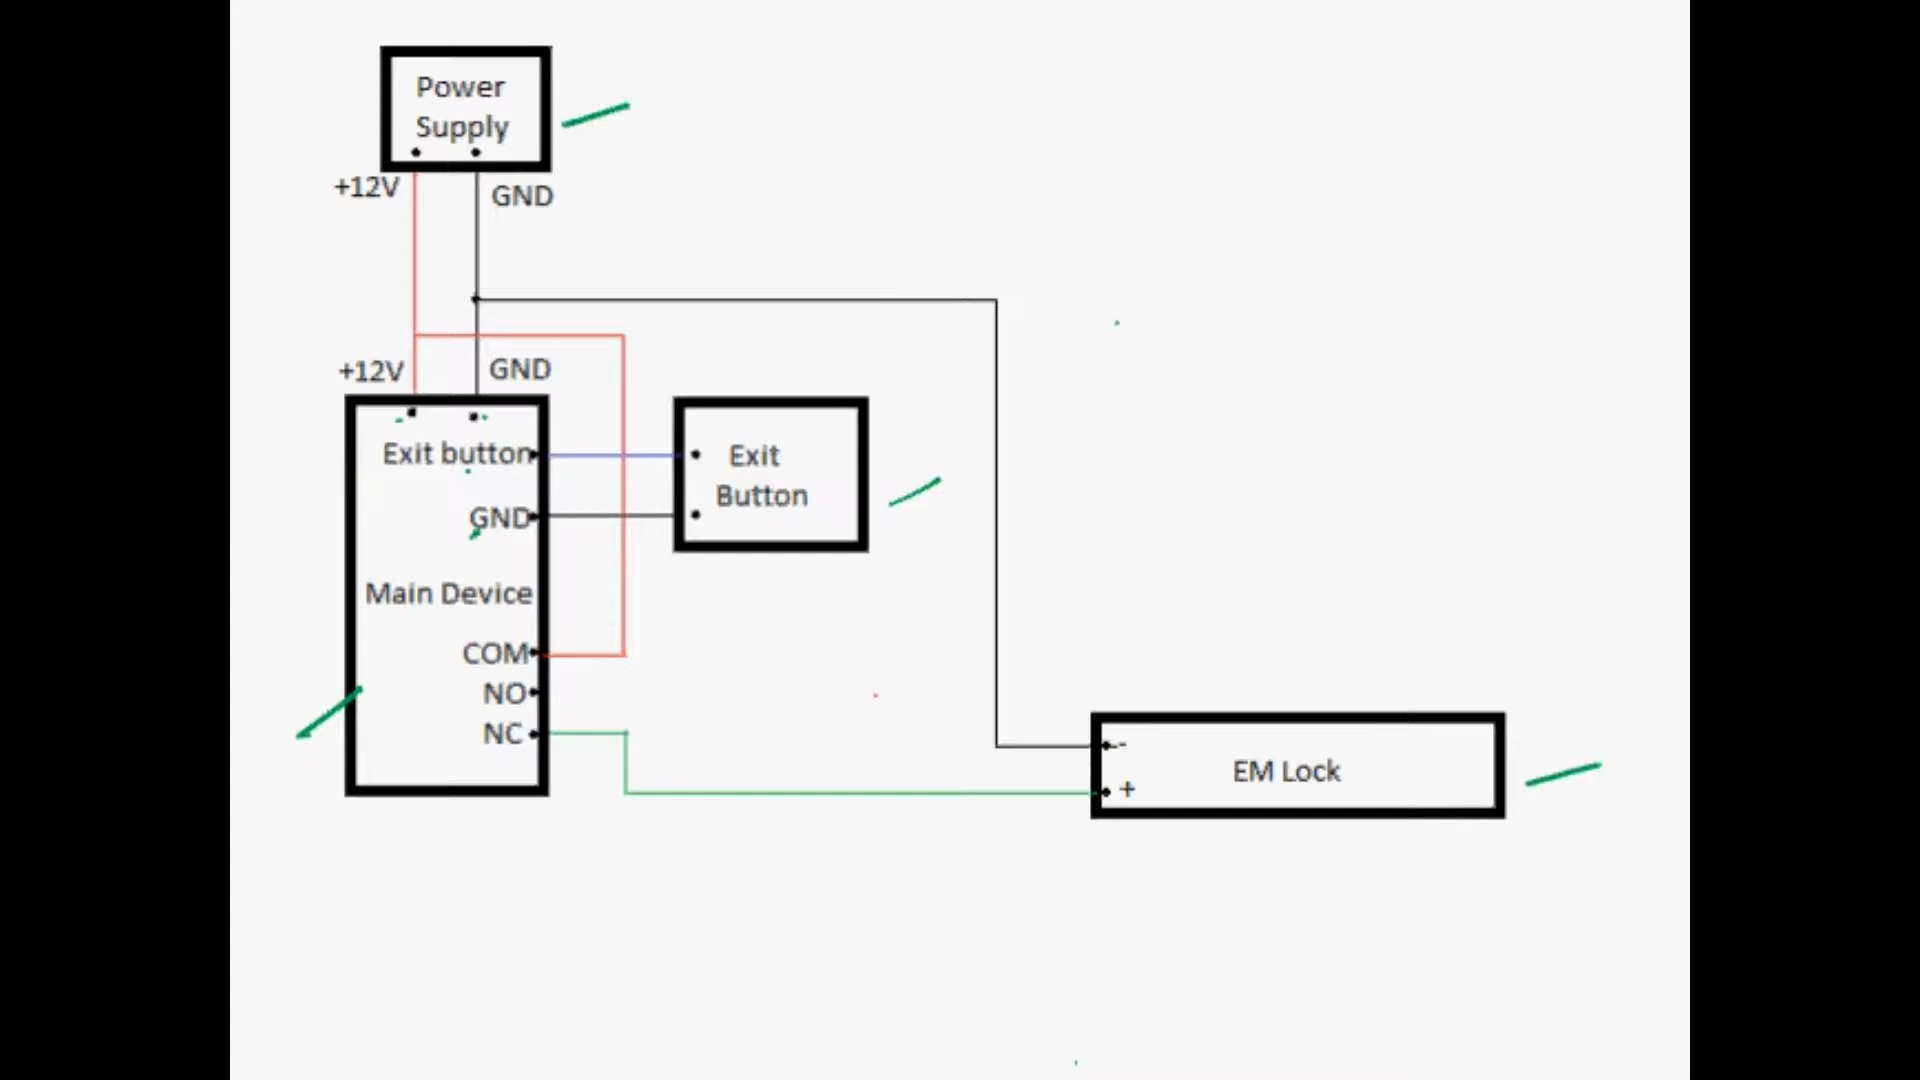 Power
Supply
+12V
GND
+12V
GND
Exit button
Exit
Button
GND
Main Device
COM
NO
NC
-
EM Lock
+